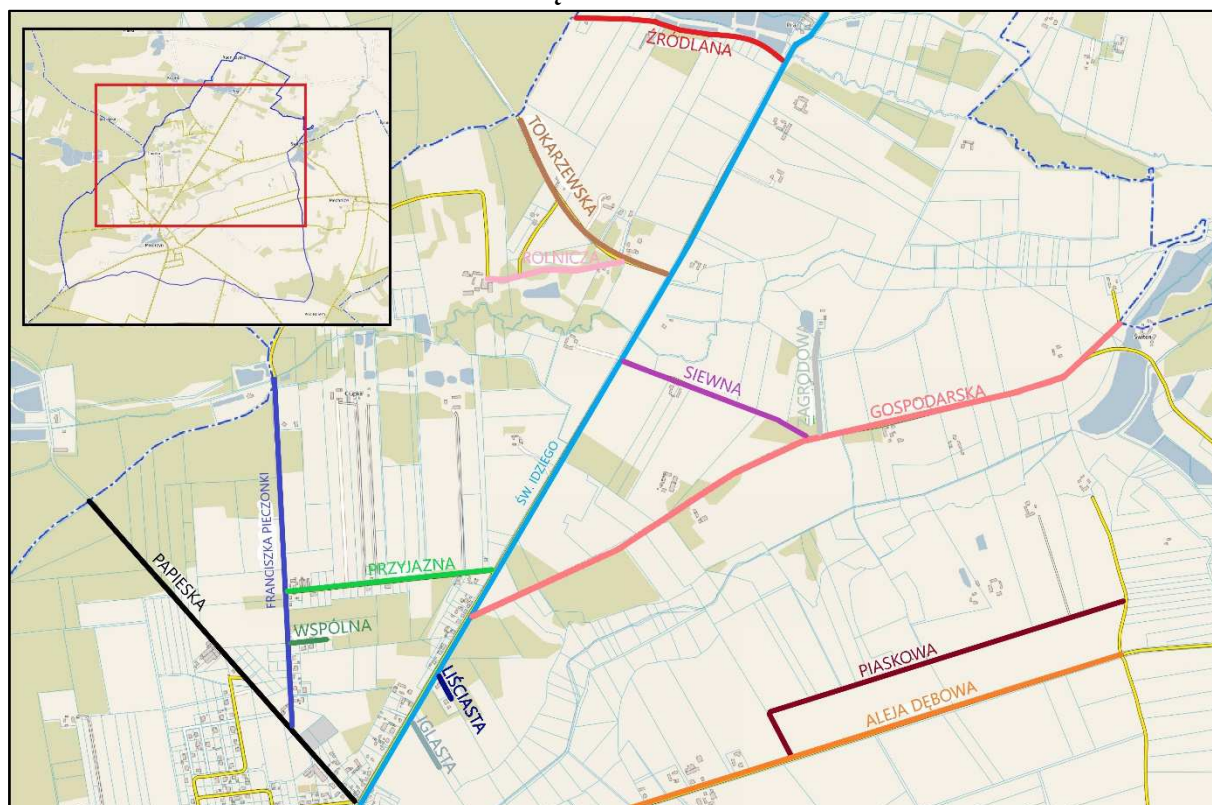 ŹRÓDLANA
TOKARZEWSKA
ROLNICZA
ZAGRODOWA
SIEWNA
GOSPODARSKA
ŚW. IDZIEGO
FRANCISZKA PIECZONKI
PAPIESKA
PRZYJAZNA
WSPÓLNA
LIŚCIASTA
IGLASTA
PIASKOWA
ALEJA DĘBOWA